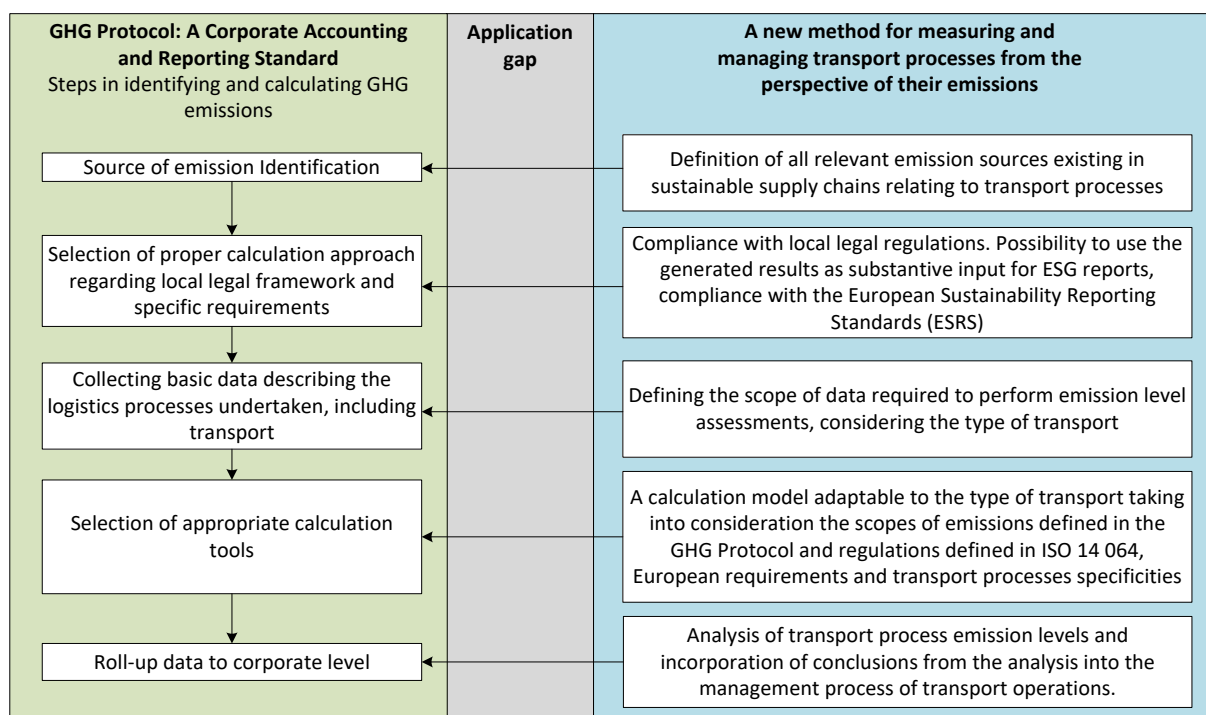 GHG Protocol: A Corporate Accounting
and Reporting Standard
Steps in identifying and calculating GHG
emissions
Application
gap
A new method for measuring and
managing transport processes from the
perspective of their emissions
Source of emission Identification
Definition of all relevant emission sources existing in
sustainable supply chains relating to transport processes
Selection of proper calculation approach
regarding local legal framework and
specific requirements
Compliance with local legal regulations. Possibility to use the
generated results as substantive input for ESG reports,
compliance with the European Sustainability Reporting
Standards (ESRS)
Collecting basic data describing the
logistics processes undertaken, including
transport
Defining the scope of data required to perform emission level
assessments, considering the type of transport
Selection of appropriate calculation
tools
A calculation model adaptable to the type of transport taking
into consideration the scopes of emissions defined in the
GHG Protocol and regulations defined in ISO 14 064,
European requirements and transport processes specificities
Roll-up data to corporate level
Analysis of transport process emission levels and
incorporation of conclusions from the analysis into the
management process of transport operations.